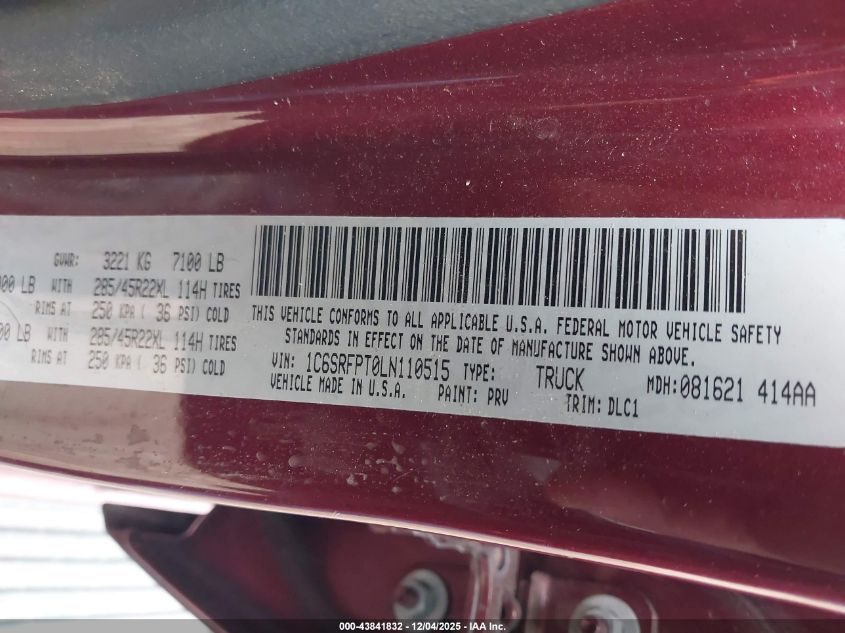 GVWR: 3221 KG 7100 LB
00 LB WITH 285/45R22XL 114H TIRES
RIMS AT 250 KPA ( 36 PSI) COLD
00 LB WITH 285/45R22XL 114H TIRES
RIMS AT 250 KPA ( 36 PSI) COLD
THIS VEHICLE CONFORMS TO ALL APPLICABLE U.S.A. FEDERAL MOTOR VEHICLE SAFETY
STANDARDS IN EFFECT ON THE DATE OF MANUFACTURE SHOWN ABOVE.
VIN: 1C6SRFPT0LN110515 TYPE: TRUCK MDH:081621 414AA
VEHICLE MADE IN U.S.A. PAINT: PRV TRIM: DLC1
000-43841832 | 12/04/2025 - IAA Inc.